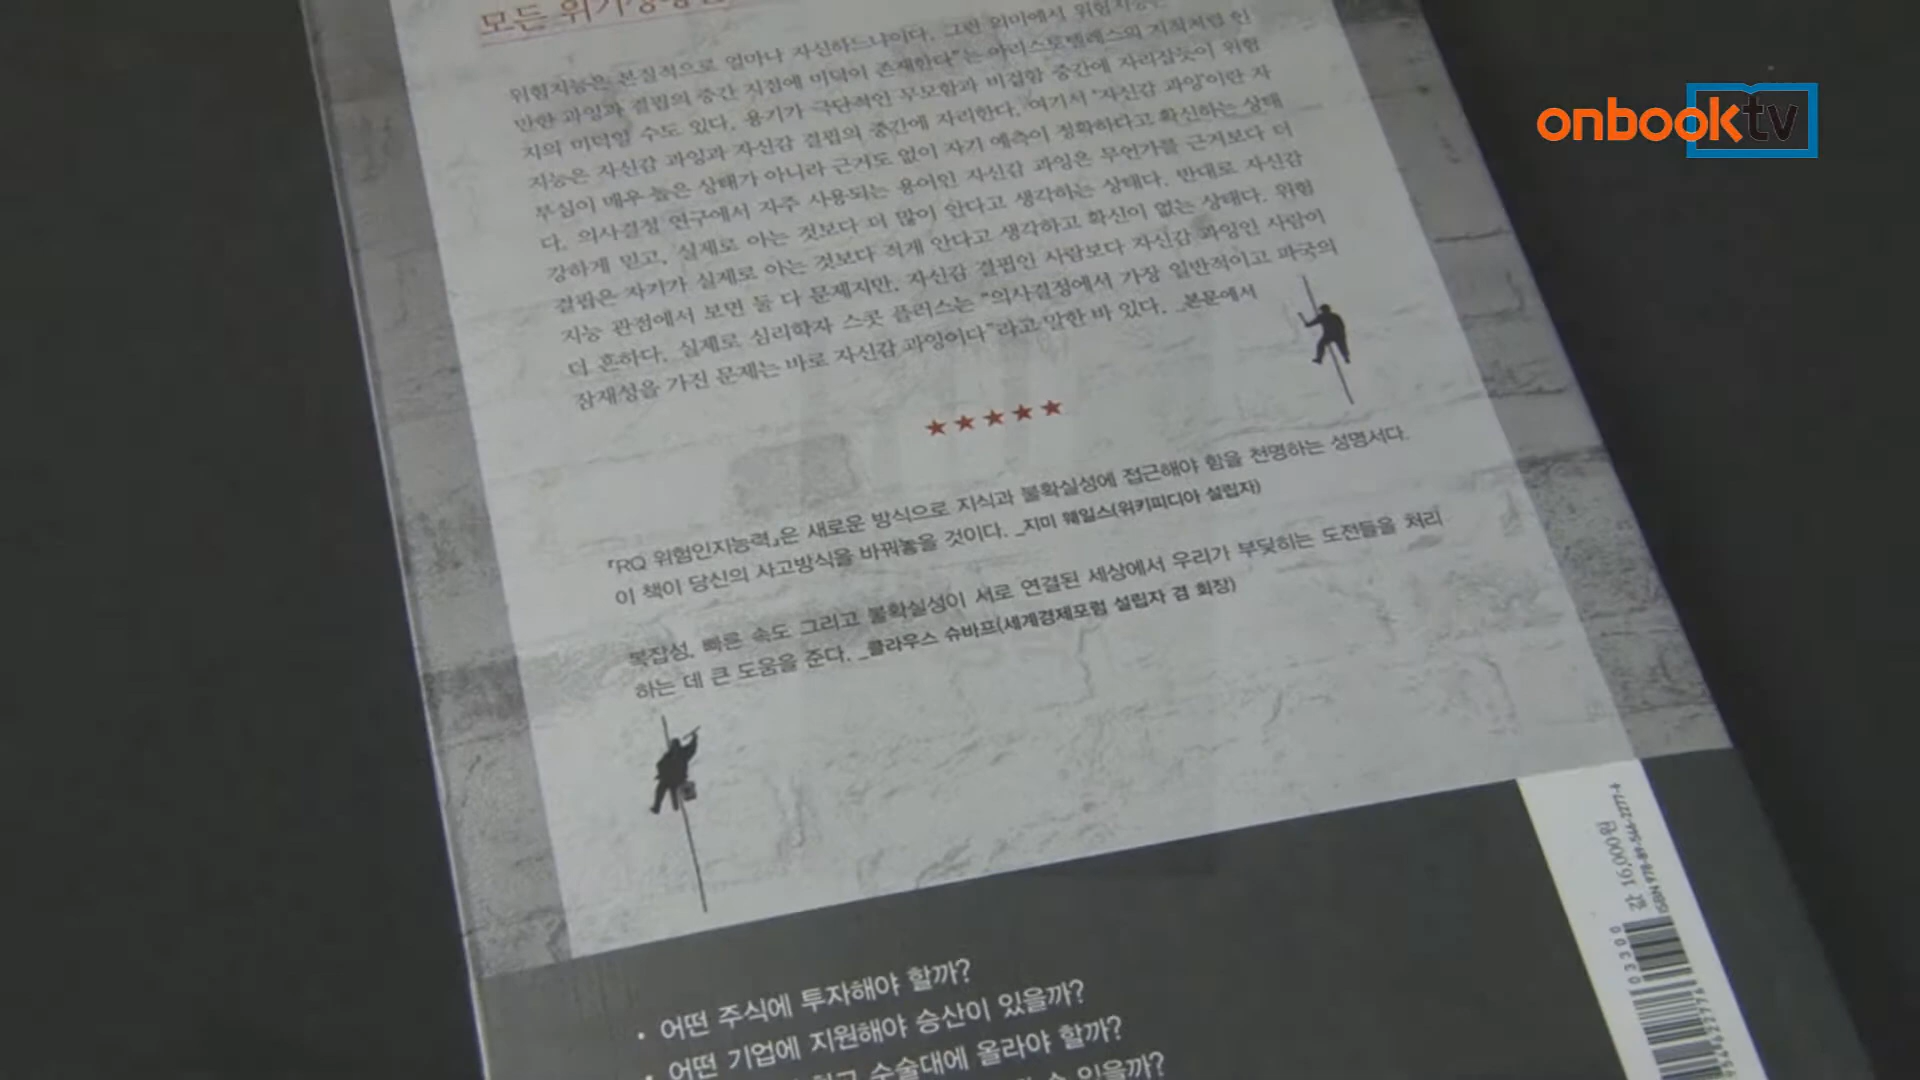 모든 위기
위험지능은 본질적으로 얼마나 자신하느냐이다. 그런 의미에서
만한 과잉과 결핍의 중간 지점에 미덕이 존재한다"는 아리스토텔레스의 지적처럼 인
지의 미덕일 수도 있다. 용기가 극단적인 무모함과 비겁함 중간에 자리잡듯이 위험
지능은 자신감 과잉과 자신감 결핍의 중간에 자리한다. 여기서 '자신감 과잉'이란 자
부심이 매우 높은 상태가 아니라 근거도 없이 자기 예측이 정확하다고 확신하는 상태
다. 의사결정 연구에서 자주 사용되는 용어인 자신감 과잉은 무언가를 근거보다 더
강하게 믿고, 실제로 아는 것보다 더 많이 안다고 생각하는 상태다. 반대로 자신감
결핍은 자기가 실제로 아는 것보다 적게 안다고 생각하고 확신이 없는 상태다. 위험
지능 관점에서 보면 둘 다 문제지만, 자신감 결핍인 사람보다 자신감 과잉인 사람이
더 흔하다. 실제로 심리학자 스콧 플러스는 "의사결정에서 가장 일반적이고 파국의
잠재성을 가진 문제는 바로 자신감 과잉이다"라고 말한 바 있다. _본문에서
★★★★★
『RQ 위험인지능력』은 새로운 방식으로 지식과 불확실성에 접근해야 함을 천명하는 성명서다.
이 책이 당신의 사고방식을 바꿔놓을 것이다. _지미 웨일스(위키피디아 설립자)
복잡성, 빠른 속도 그리고 불확실성이 서로 연결된 세상에서 우리가 부딪히는 도전들을 처리
하는 데 큰 도움을 준다. _클라우스 슈바프(세계경제포럼 설립자 겸 회장)
• 어떤 주식에 투자해야 할까?
• 어떤 기업에 지원해야 승산이 있을까?
수술대에 올라야 할까?
수 있을까?
03300
값 16,000원
ISBN 978-89-546-2277-6
onbooktv